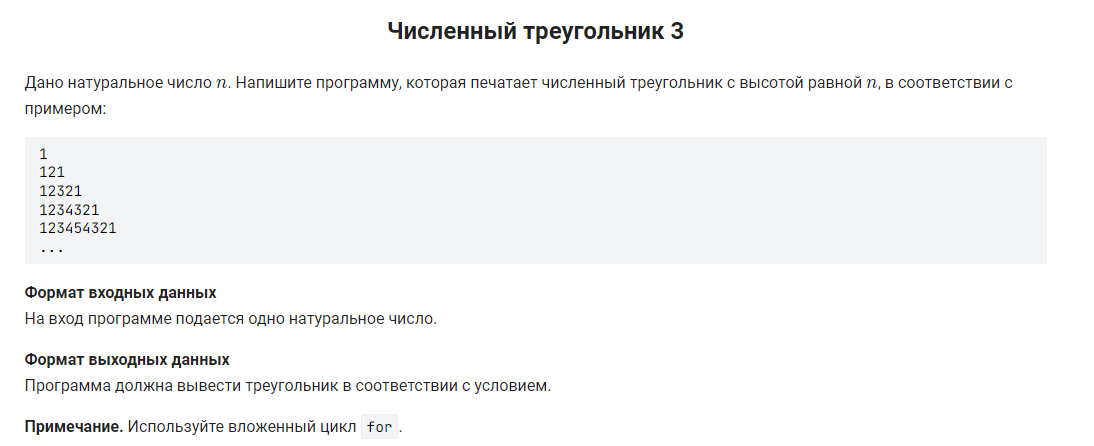 Численный треугольник 3
Дано натуральное число n. Напишите программу, которая печатает численный треугольник с высотой равной n, в соответствии с
примером:
1
121
12321
1234321
123454321
...
Формат входных данных
На вход программе подается одно натуральное число.
Формат выходных данных
Программа должна вывести треугольник в соответствии с условием.
Примечание. Используйте вложенный цикл for.